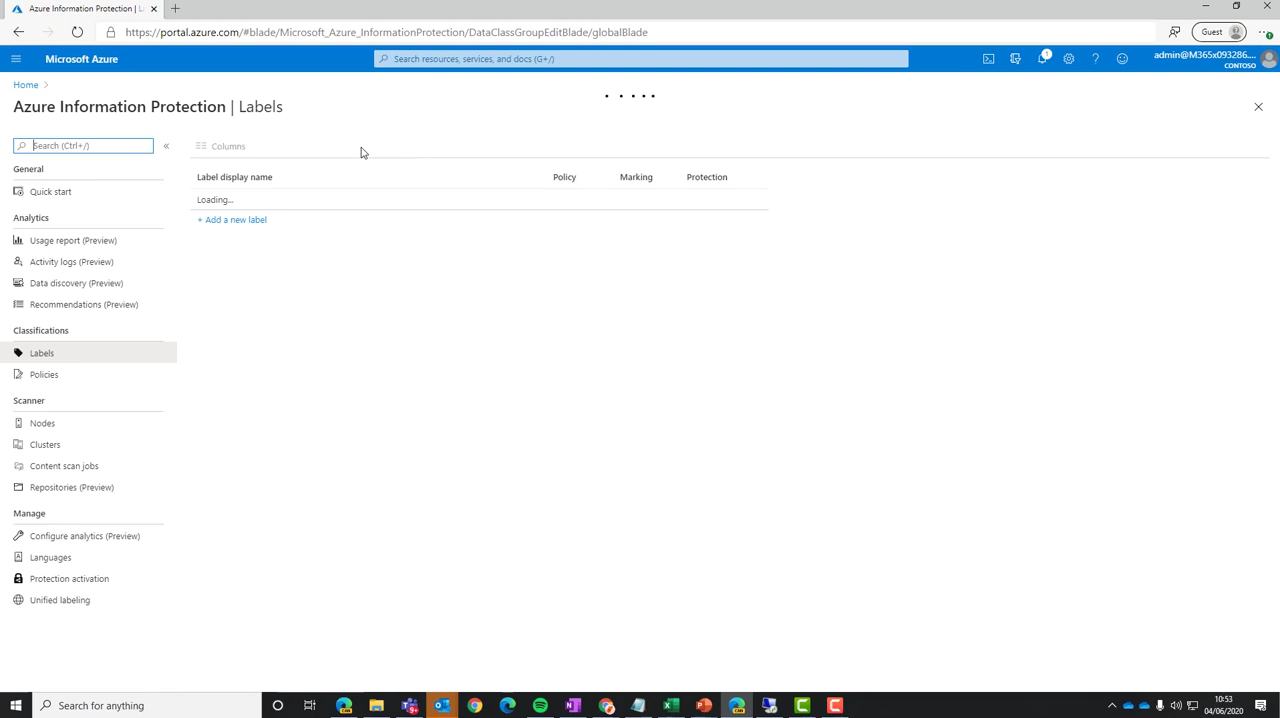 Azure Information Protection | L
https://portal.azure.com/#blade/Microsoft_Azure_InformationProtection/DataClassGroupEditBlade/globalBlade
Guest
Microsoft Azure
Search resources, services, and docs (G+/)
1
admin@M365x093286....
CONTOSO
Home
Azure Information Protection | Labels
Search (Ctrl+/)
Columns
General
Label display name Policy Marking Protection
Quick start
Loading...
Analytics
+ Add a new label
Usage report (Preview)
Activity logs (Preview)
Data discovery (Preview)
Recommendations (Preview)
Classifications
Labels
Policies
Scanner
Nodes
Clusters
Content scan jobs
Repositories (Preview)
Manage
Configure analytics (Preview)
Languages
Protection activation
Unified labeling
Search for anything
10:53
04/06/2020